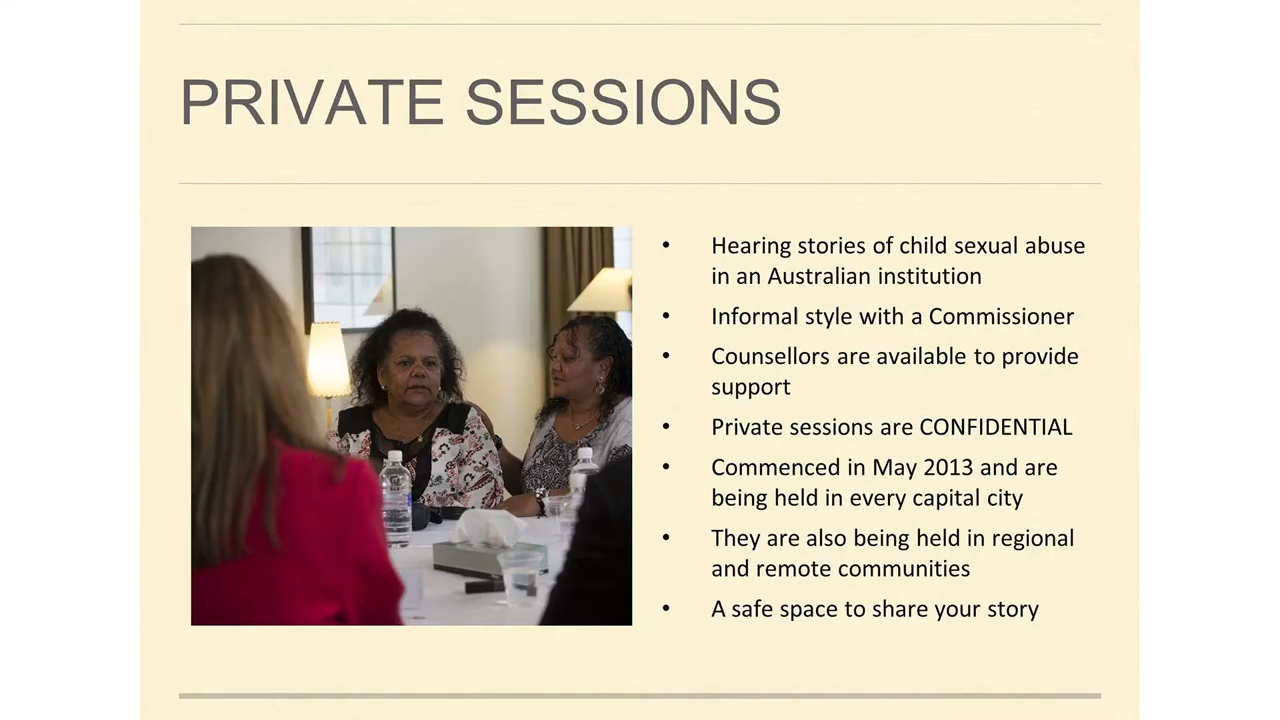 PRIVATE SESSIONS
• Hearing stories of child sexual abuse
in an Australian institution
• Informal style with a Commissioner
• Counsellors are available to provide
support
• Private sessions are CONFIDENTIAL
• Commenced in May 2013 and are
being held in every capital city
• They are also being held in regional
and remote communities
• A safe space to share your story